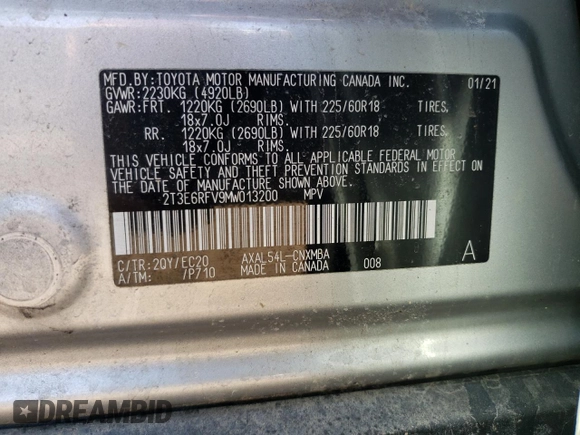 MFD.BY:TOYOTA MOTOR MANUFACTURING CANADA INC. 01/21
GVWR:2230KG (4920LB)
GAWR:FRT. 1220KG (2690LB) WITH 225/60R18 TIRES.
18x7.0J RIMS.
RR. 1220KG (2690LB) WITH 225/60R18 TIRES.
18x7.0J RIMS.
THIS VEHICLE CONFORMS TO ALL APPLICABLE FEDERAL MOTOR
VEHICLE SAFETY AND THEFT PREVENTION STANDARDS IN EFFECT ON
THE DATE OF MANUFACTURE SHOWN ABOVE.
2T3E6RFV9MW013200 MPV
C/TR:2QY/EC20 AXAL54L-CNXMBA A
A/TM: 7P710 MADE IN CANADA 008
DREAMBID